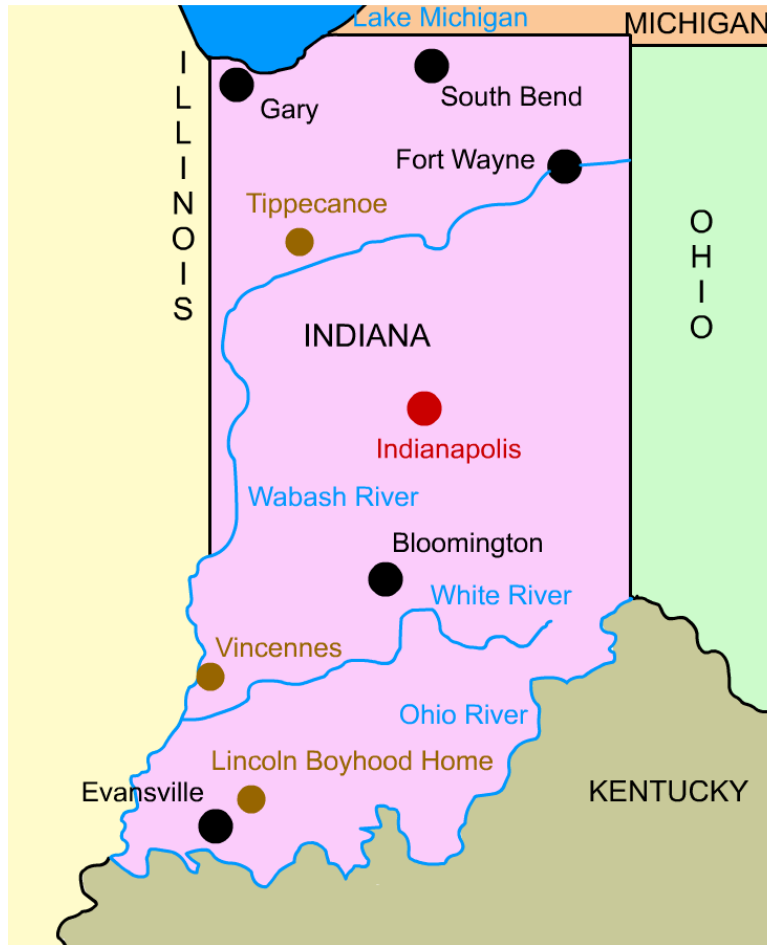 Lake Michigan
MICHIGAN
ILLINOIS
Gary
South Bend
Fort Wayne
Tippecanoe
OHIO
INDIANA
Indianapolis
Wabash River
Bloomington
White River
Vincennes
Ohio River
Lincoln Boyhood Home
Evansville
KENTUCKY